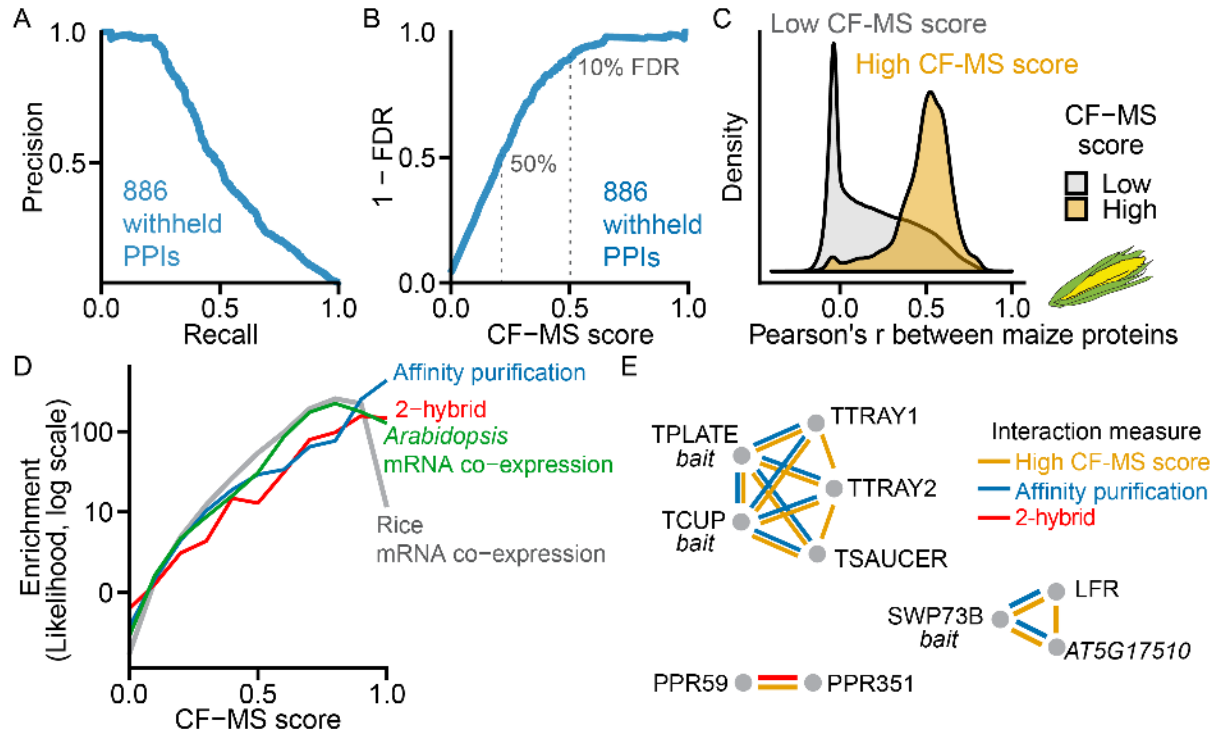 A
Precision
1.0
0.5
886
withheld
PPIs
0.0
0.5
1.0
Recall
B
1 − FDR
1.0
0.5
0.0
10% FDR
50%
886
withheld
PPIs
0.0
0.5
1.0
CF−MS score
C
Low CF-MS score
High CF-MS score
Density
CF−MS
score
Low
High
0.0
0.5
1.0
Pearson's r between maize proteins
D
Enrichment
(Likelihood, log scale)
100
10
0
Affinity purification
2-hybrid
Arabidopsis
mRNA co−expression
Rice
mRNA co−expression
0.0
0.5
1.0
CF−MS score
E
TTRAY1
TPLATE
bait
TTRAY2
TCUP
bait
TSAUCER
Interaction measure
High CF-MS score
Affinity purification
2-hybrid
LFR
SWP73B
bait
AT5G17510
PPR59
PPR351